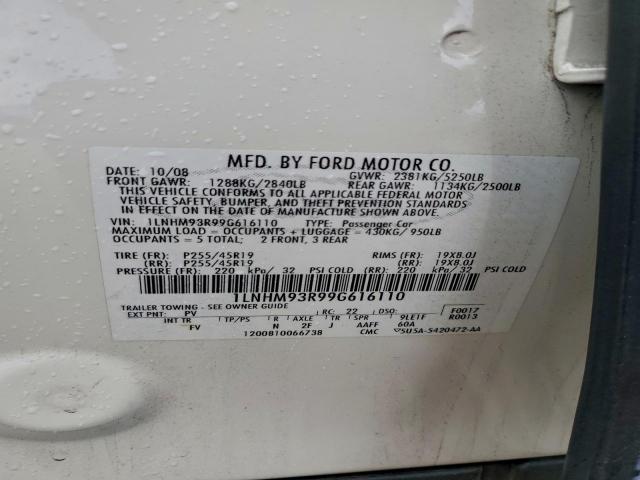 MFD. BY FORD MOTOR CO.
DATE: 10/08 GVWR: 2381KG/5250LB
FRONT GAWR: 1288KG/2840LB REAR GAWR: 1134KG/2500LB
THIS VEHICLE CONFORMS TO ALL APPLICABLE FEDERAL MOTOR
VEHICLE SAFETY, BUMPER, AND THEFT PREVENTION STANDARDS
IN EFFECT ON THE DATE OF MANUFACTURE SHOWN ABOVE.
VIN: 1LNHM93R99G616110 TYPE: Passenger Car
MAXIMUM LOAD = OCCUPANTS + LUGGAGE = 430KG/ 950LB
OCCUPANTS = 5 TOTAL; 2 FRONT, 3 REAR
TIRE (FR): P255/45R19 RIMS (FR): 19X8.0J
(RR): P255/45R19 (RR): 19X8.0J
PRESSURE (FR): 220 kPa/ 32 PSI COLD (RR): 220 kPa/ 32 PSI COLD
1LNHM93R99G616110
TRAILER TOWING - SEE OWNER GUIDE
EXT PNT: PV RC: 22 DSO: F0017
INT TR TP/PS R AXLE TR SPR R0013
FV N 2F J AAFF 9LE1F 60A
1200810066738 CMC ▽5U5A-5420472-AA